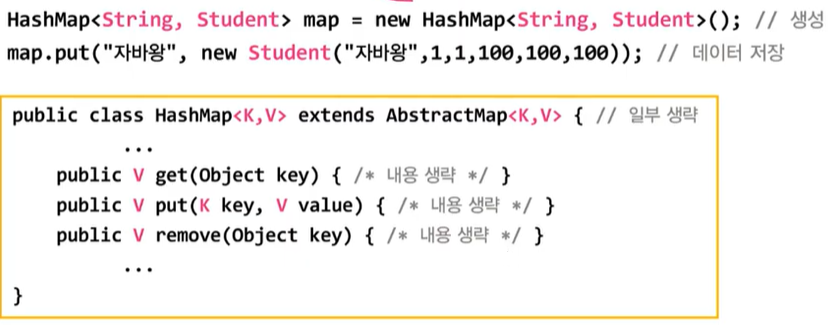 HashMap<String, Student> map = new HashMap<String, Student>(); // 생성
map.put("자바왕", new Student("자바왕",1,1,100,100,100)); // 데이터 저장
public class HashMap<K,V> extends AbstractMap<K,V> { // 일부 생략
...
public V get(Object key) { /* 내용 생략 */ }
public V put(K key, V value) { /* 내용 생략 */ }
public V remove(Object key) { /* 내용 생략 */ }
...
}